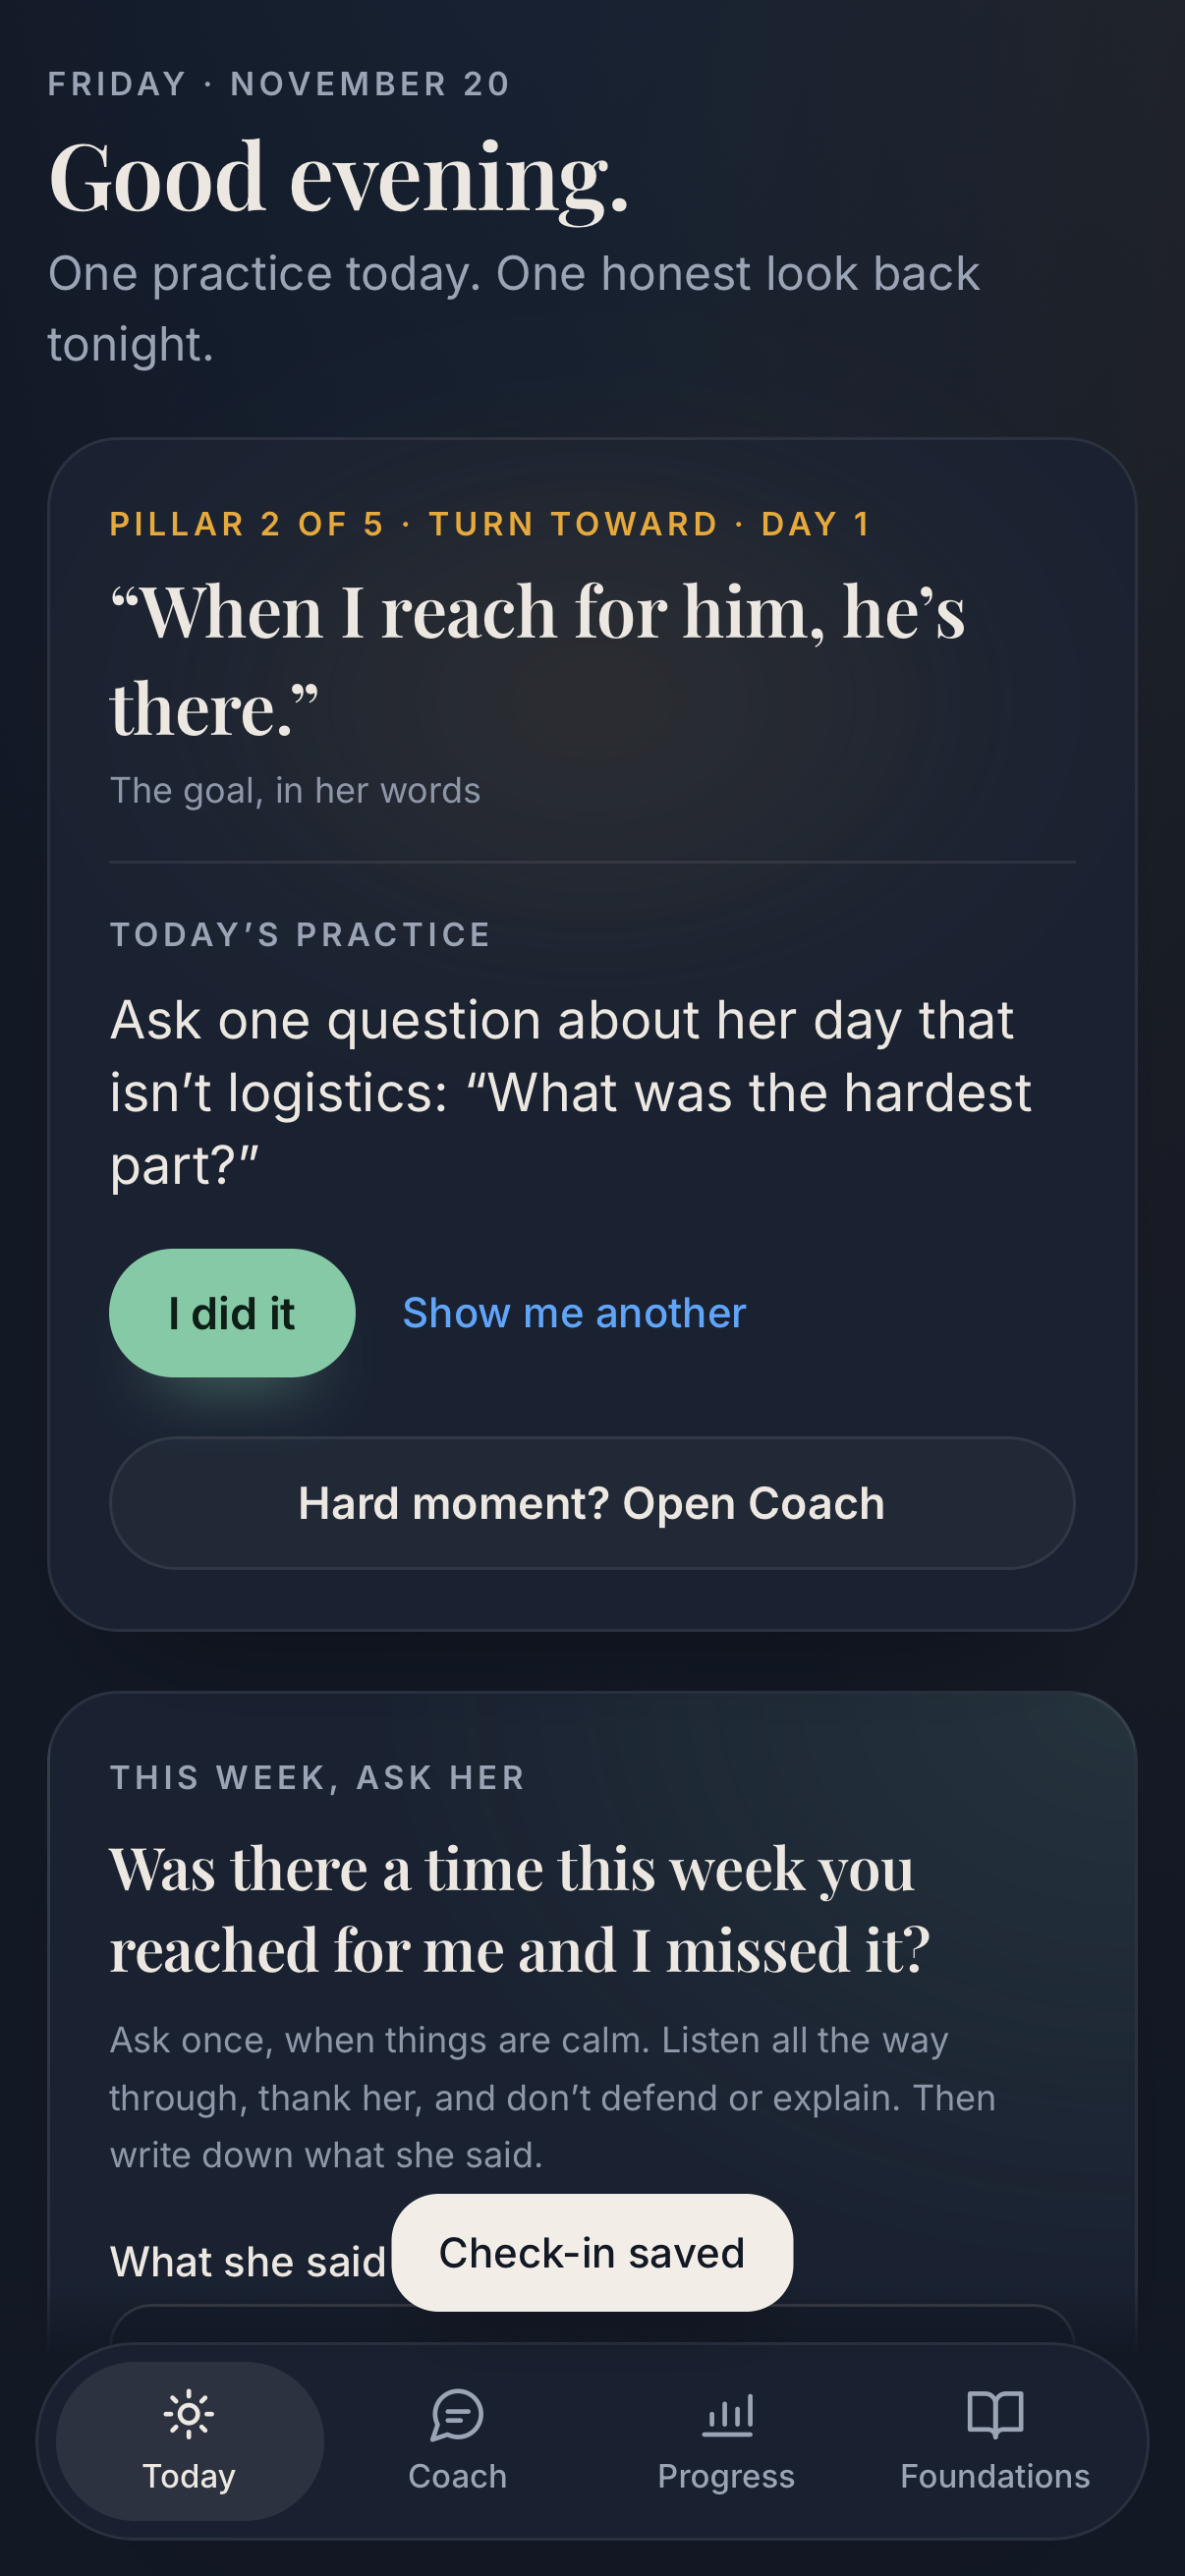 FRIDAY · NOVEMBER 20
Good evening.
One practice today. One honest look back
tonight.
PILLAR 2 OF 5 · TURN TOWARD · DAY 1
“When I reach for him, he’s
there.”
The goal, in her words
TODAY’S PRACTICE
Ask one question about her day that
isn’t logistics: “What was the hardest
part?”
I did it
Show me another
Hard moment? Open Coach
THIS WEEK, ASK HER
Was there a time this week you
reached for me and I missed it?
Ask once, when things are calm. Listen all the way
through, thank her, and don’t defend or explain. Then
write down what she said.
What she said
Check-in saved
Today
Coach
Progress
Foundations